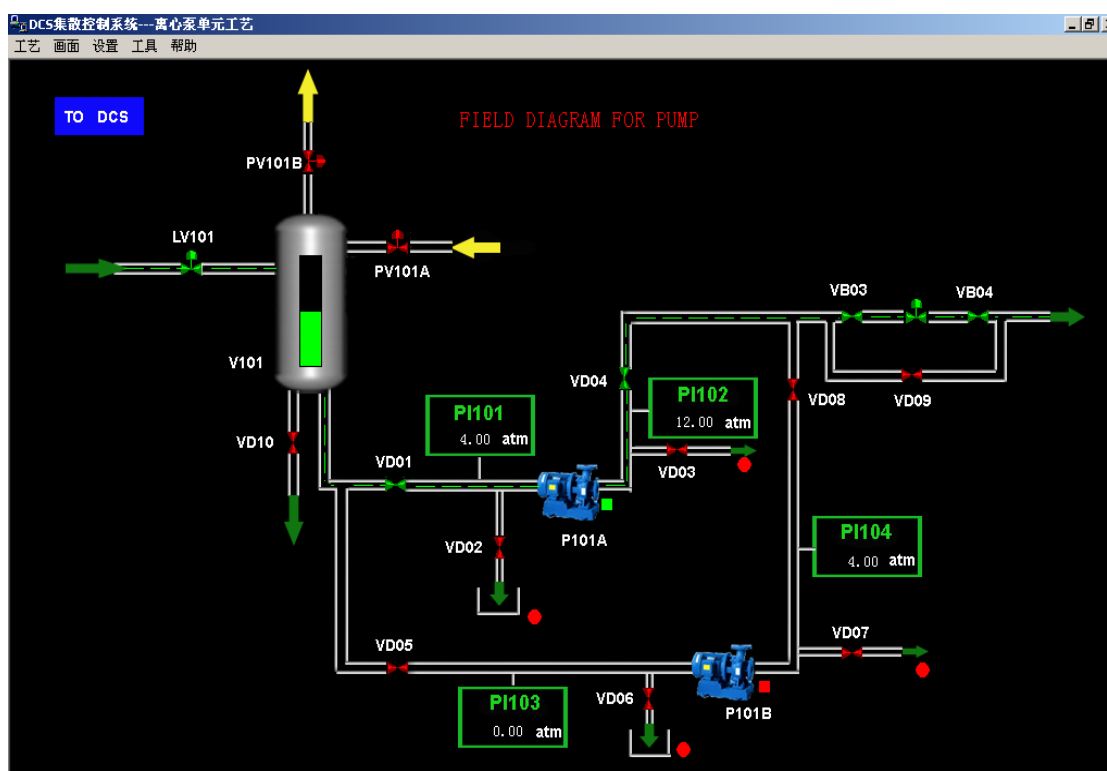 DCS集散控制系统---离心泵单元工艺
工艺 画面 设置 工具 帮助
TO DCS
FIELD DIAGRAM FOR PUMP
PV101B
LV101
PV101A
VB03
VB04
V101
VD04
PI102
12.00 atm
VD08
VD09
PI101
4.00 atm
VD10
VD01
VD03
P101A
VD02
PI104
4.00 atm
VD05
VD07
PI103
0.00 atm
VD06
P101B